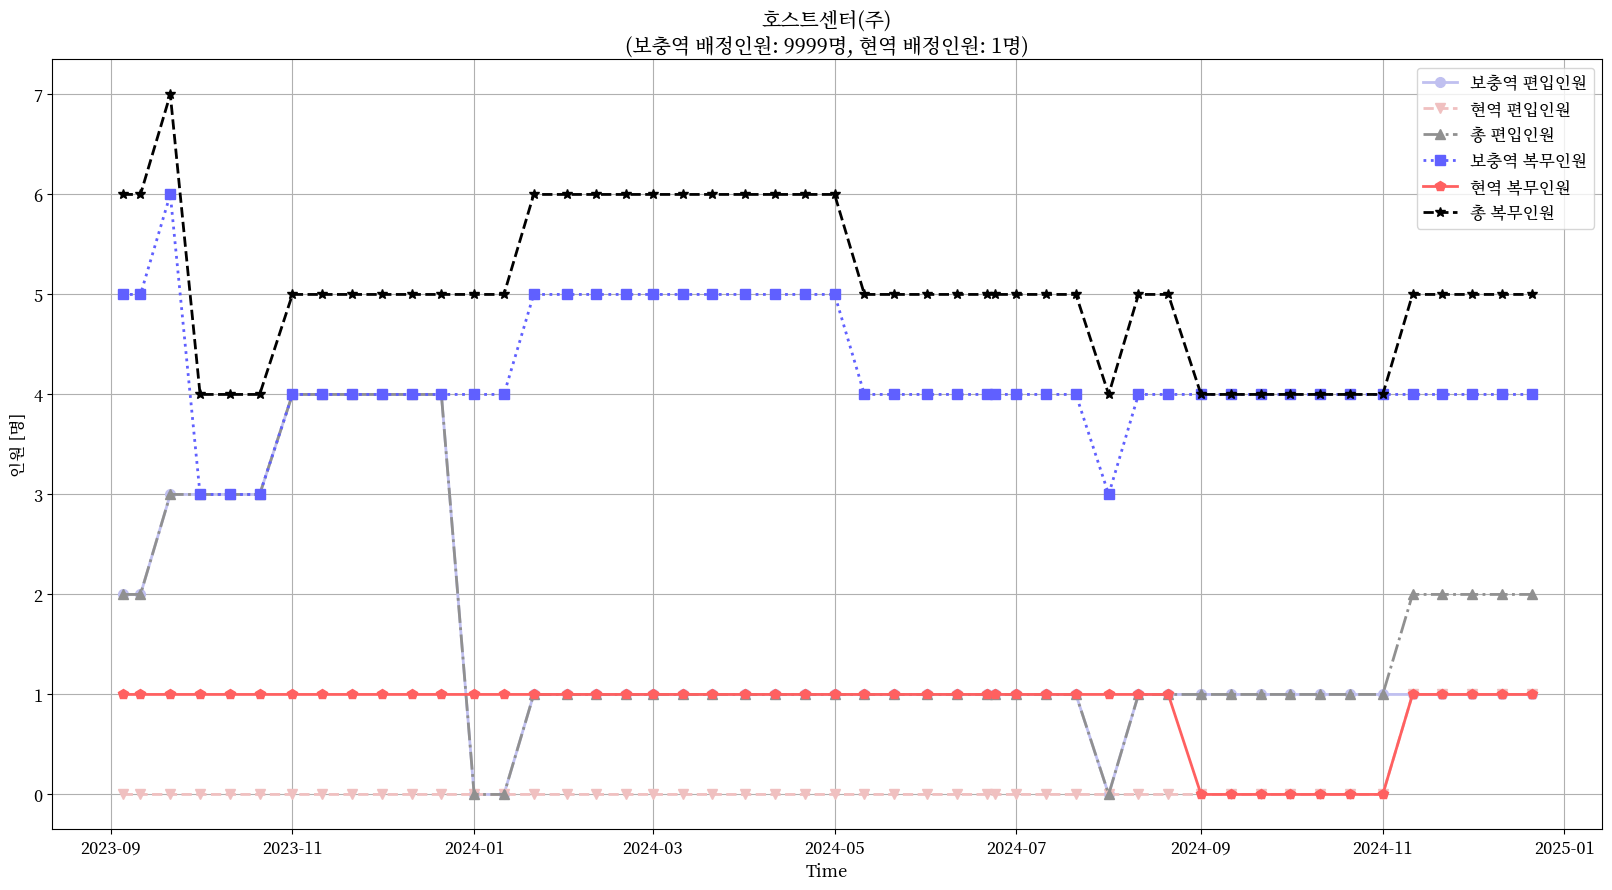 호스트센터(주)
(보충역 배정인원: 9999명, 현역 배정인원: 1명)
보충역 편입인원
현역 편입인원
총 편입인원
보충역 복무인원
현역 복무인원
총 복무인원
인원 [명]
7
6
5
4
3
2
1
0
2023-09
2023-11
2024-01
2024-03
2024-05
2024-07
2024-09
2024-11
2025-01
Time